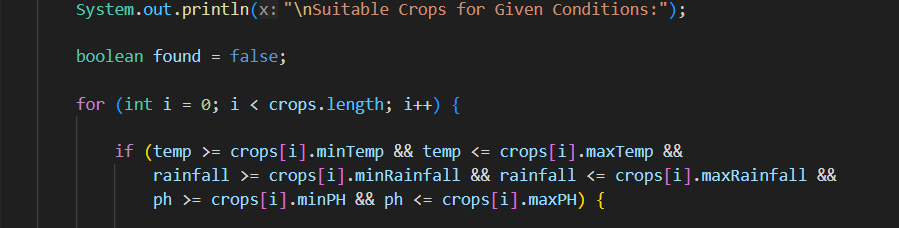 System.out.println(x: "\nSuitable Crops for Given Conditions:");
boolean found = false;
for (int i = 0; i < crops.length; i++) {
if (temp >= crops[i].minTemp && temp <= crops[i].maxTemp &&
rainfall >= crops[i].minRainfall && rainfall <= crops[i].maxRainfall &&
ph >= crops[i].minPH && ph <= crops[i].maxPH) {